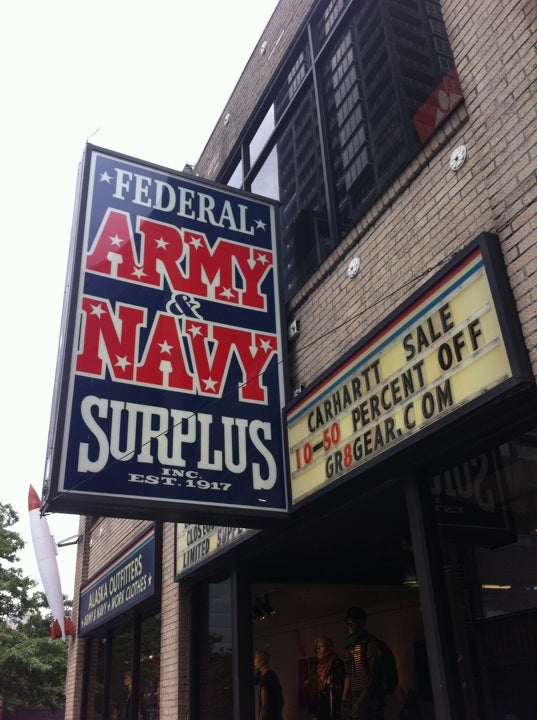 FEDERAL
ARMY
&
NAVY
SURPLUS
INC.
EST. 1917
CARHARTT SALE
10-50 PERCENT OFF
GR8GEAR.COM
LIMITED
ALASKA OUTFITTERS
ARMY & NAVY ★ WORK CLOTHES